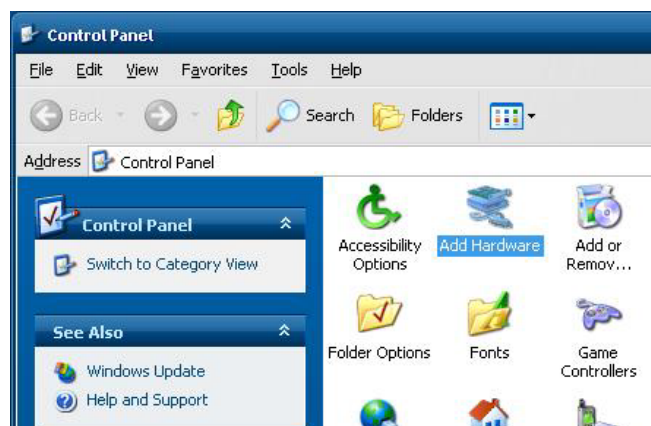 Control Panel
File Edit View Favorites Tools Help
Back Search Folders
Address Control Panel
Control Panel
Switch to Category View
See Also
Windows Update
Help and Support
Accessibility
Options
Add Hardware
Add or
Remov...
Folder Options
Fonts
Game
Controllers